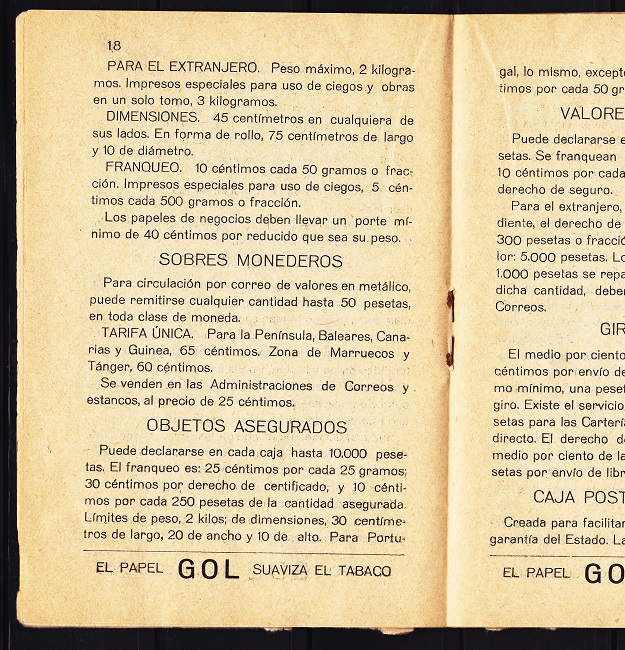 18
PARA EL EXTRANJERO. Peso máximo, 2 kilogra-
mos. Impresos especiales para uso de ciegos y obras
en un solo tomo, 3 kilogramos.
DIMENSIONES. 45 centímetros en cualquiera de
sus lados. En forma de rollo, 75 centímetros de largo
y 10 de diámetro.
FRANQUEO. 10 céntimos cada 50 gramos o frac-
ción. Impresos especiales para uso de ciegos, 5 cén-
timos cada 500 gramos o fracción.
Los papeles de negocios deben llevar un porte mí-
nimo de 40 céntimos por reducido que sea su peso.
SOBRES MONEDEROS
Para circulación por correo de valores en metálico,
puede remitirse cualquier cantidad hasta 50 pesetas,
en toda clase de moneda.
TARIFA ÚNICA. Para la Península, Baleares, Cana-
rias y Guinea, 65 céntimos. Zona de Marruecos y
Tánger, 60 céntimos.
Se venden en las Administraciones de Correos y
estancos, al precio de 25 céntimos.
OBJETOS ASEGURADOS
Puede declararse en cada caja hasta 10.000 pese-
tas. El franqueo es: 25 céntimos por cada 25 gramos;
30 céntimos por derecho de certificado, y 10 cénti-
mos por cada 250 pesetas de la cantidad asegurada.
Límites de peso, 2 kilos; de dimensiones, 30 centíme-
tros de largo, 20 de ancho y 10 de alto. Para Portu-
EL PAPEL GOL SUAVIZA EL TABACO
gal, lo mismo, except
timos por cada 50 gr
VALORE
Puede declararse e
setas. Se franquean
10 céntimos por cada
derecho de seguro.
Para el extranjero,
diente, el derecho de
300 pesetas o fracció
lor: 5.000 pesetas. Lo
1.000 pesetas se repa
dicha cantidad, deber
Correos.
GIR
El medio por ciento
céntimos por envío de
mo mínimo, una peset
giro. Existe el servicio
setas para las Cartería
directo. El derecho de
medio por ciento de la
setas por envío de libr
CAJA POST
Creada para facilitar
garantía del Estado. La
EL PAPEL GO